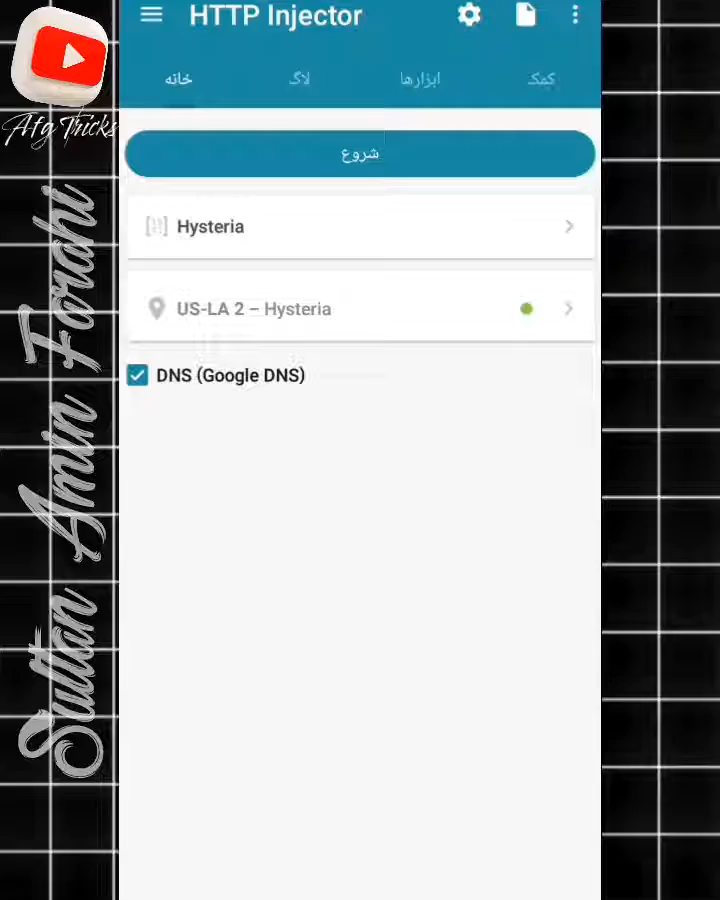 HTTP Injector
خانه
لاگ
ابزارها
کمک
شروع
Hysteria
US-LA 2 – Hysteria
DNS (Google DNS)
Afg Tricks
Sultan Amin Forahi